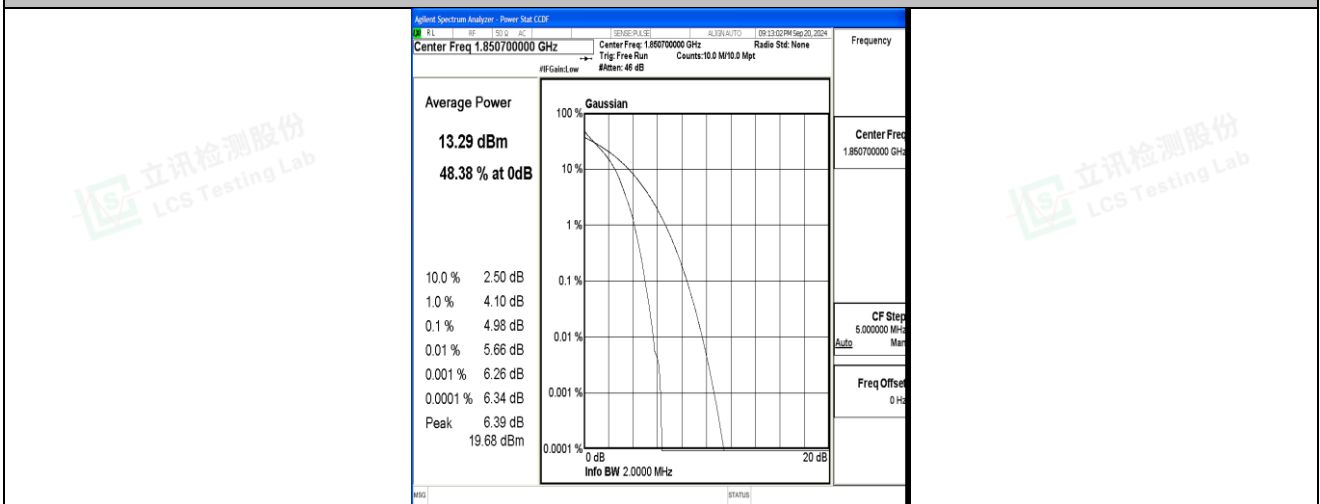 Agilent Spectrum Analyzer - Power Stat CCDF
LXI RL RF 50 Ω AC SENSE:PULSE ALIGN AUTO 09:13:02 PM Sep 20, 2024
Center Freq 1.850700000 GHz
Center Freq: 1.850700000 GHz Radio Std: None
Trig: Free Run Counts:10.0 M/10.0 Mpt
#IFGain:Low #Atten: 46 dB
Frequency
Average Power
13.29 dBm
48.38 % at 0dB
10.0 % 2.50 dB
1.0 % 4.10 dB
0.1 % 4.98 dB
0.01 % 5.66 dB
0.001 % 6.26 dB
0.0001 % 6.34 dB
Peak 6.39 dB
19.68 dBm
Gaussian
100 %
10 %
1 %
0.1 %
0.01 %
0.001 %
0.0001 %
0 dB 20 dB
Info BW 2.0000 MHz
Center Freq
1.850700000 GHz
CF Step
5.000000 MHz
Auto Man
Freq Offset
0 Hz
MSG STATUS
立讯检测股份
LCS Testing Lab
立讯检测股份
LCS Testing Lab